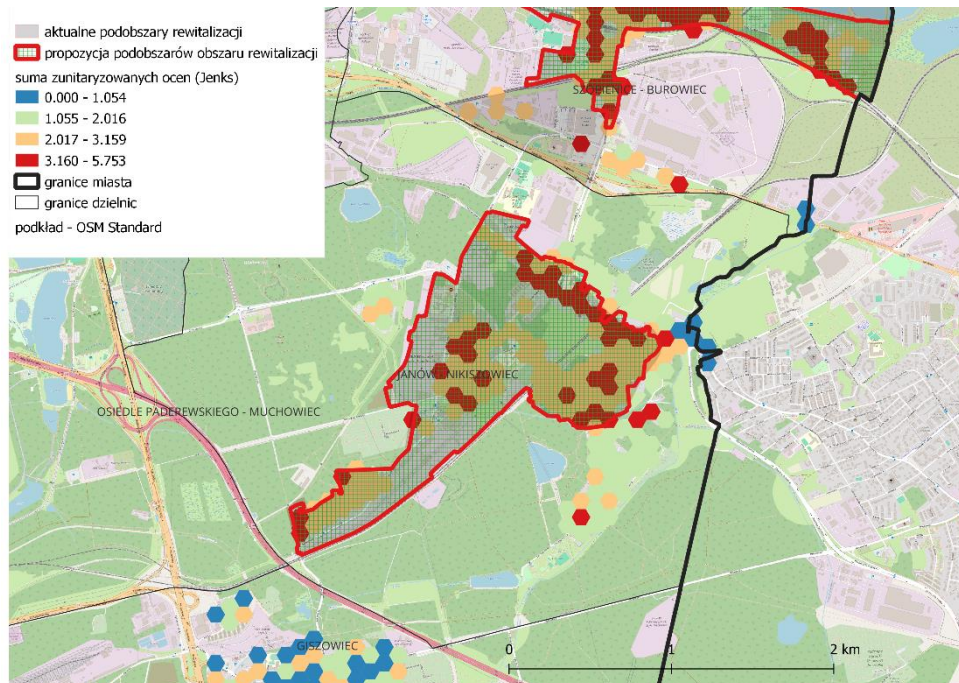 aktualne podobszary rewitalizacji
propozycja podobszarów obszaru rewitalizacji
suma zunitaryzowanych ocen (Jenks)
0.000 - 1.054
1.055 - 2.016
2.017 - 3.159
3.160 - 5.753
granice miasta
granice dzielnic
podkład - OSM Standard
SZOPIENICE - BUROWIEC
JANÓW - NIKISZOWIEC
OSIEDLE PADEREWSKIEGO - MUCHOWIEC
GISZOWIEC
0 1 2 km